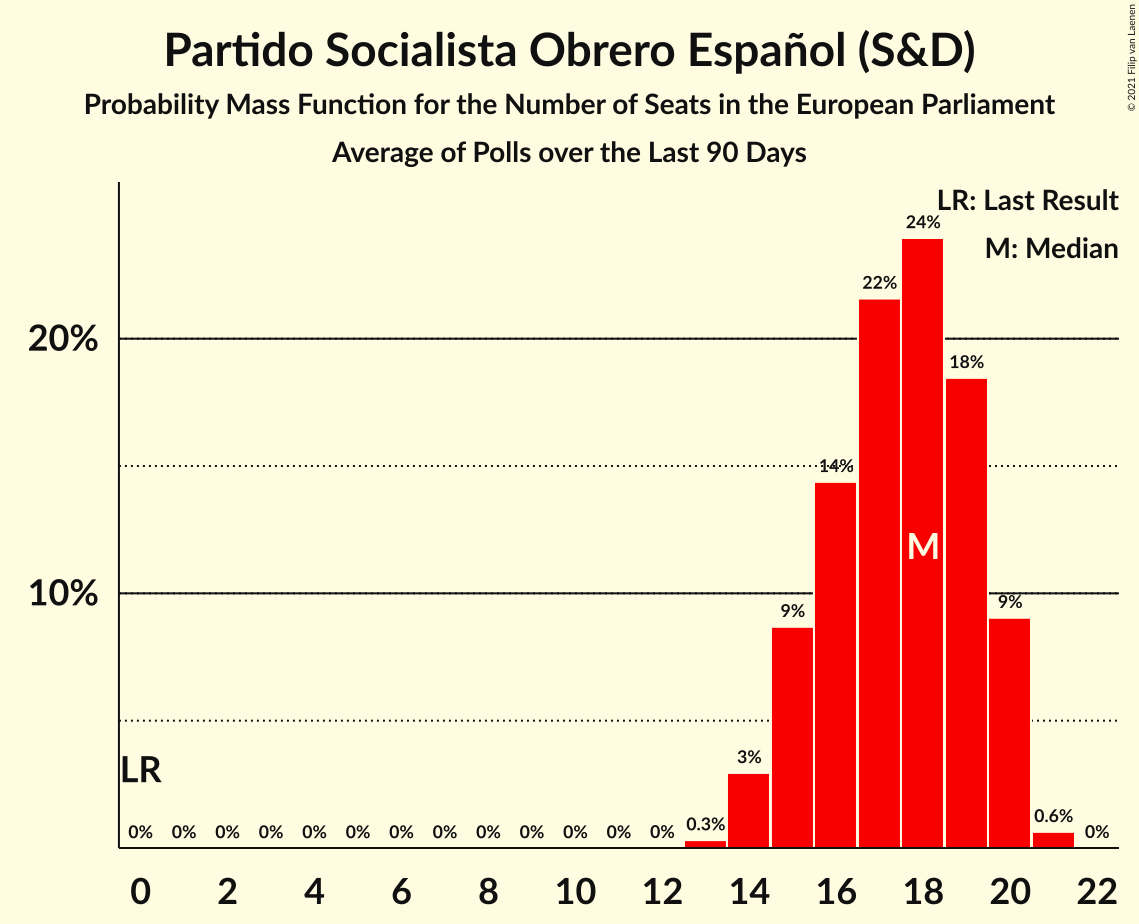 Partido Socialista Obrero Español (S&D)
Probability Mass Function for the Number of Seats in the European Parliament
Average of Polls over the Last 90 Days
© 2021 Filip van Laenen
LR: Last Result
M: Median
24%
22%
20%
18%
14%
M
10%
9%
9%
3%
LR
0.3%
0.6%
0% 0% 0% 0% 0% 0% 0% 0% 0% 0% 0% 0% 0% 0%
0 2 4 6 8 10 12 14 16 18 20 22